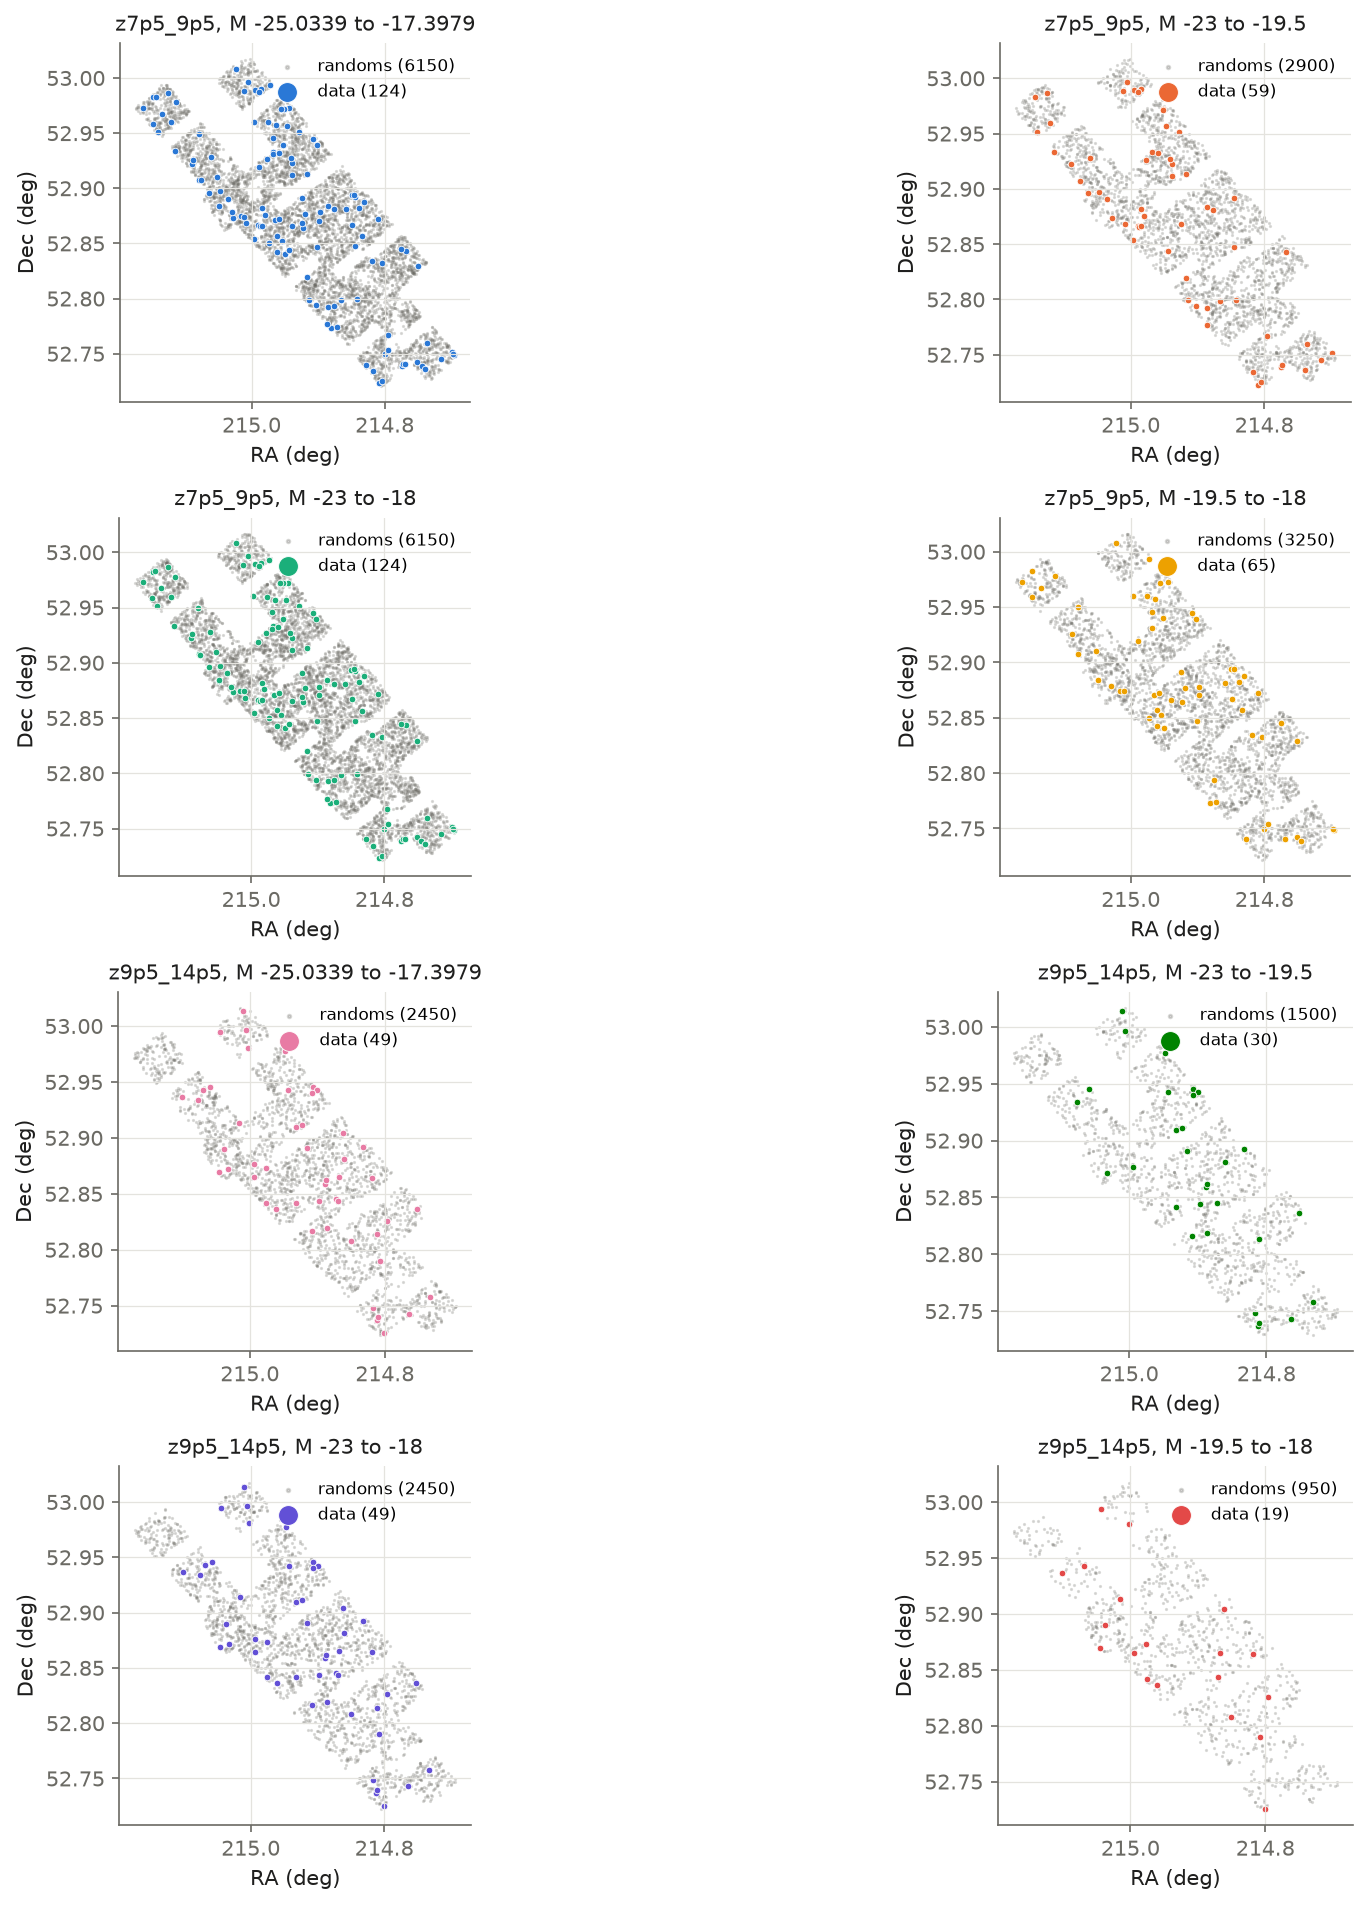 z7p5_9p5, M -25.0339 to -17.3979
randoms (6150)
data (124)
53.00
52.95
52.90
52.85
52.80
52.75
Dec (deg)
215.0
214.8
RA (deg)
z7p5_9p5, M -23 to -19.5
randoms (2900)
data (59)
53.00
52.95
52.90
52.85
52.80
52.75
Dec (deg)
215.0
214.8
RA (deg)
z7p5_9p5, M -23 to -18
randoms (6150)
data (124)
53.00
52.95
52.90
52.85
52.80
52.75
Dec (deg)
215.0
214.8
RA (deg)
z7p5_9p5, M -19.5 to -18
randoms (3250)
data (65)
53.00
52.95
52.90
52.85
52.80
52.75
Dec (deg)
215.0
214.8
RA (deg)
z9p5_14p5, M -25.0339 to -17.3979
randoms (2450)
data (49)
53.00
52.95
52.90
52.85
52.80
52.75
Dec (deg)
215.0
214.8
RA (deg)
z9p5_14p5, M -23 to -19.5
randoms (1500)
data (30)
53.00
52.95
52.90
52.85
52.80
52.75
Dec (deg)
215.0
214.8
RA (deg)
z9p5_14p5, M -23 to -18
randoms (2450)
data (49)
53.00
52.95
52.90
52.85
52.80
52.75
Dec (deg)
215.0
214.8
RA (deg)
z9p5_14p5, M -19.5 to -18
randoms (950)
data (19)
53.00
52.95
52.90
52.85
52.80
52.75
Dec (deg)
215.0
214.8
RA (deg)